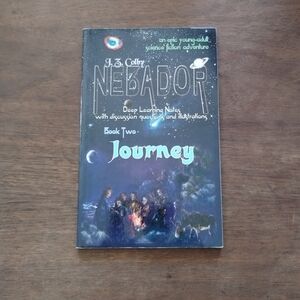 an epic young-adult
science fiction adventure
J. Z. Colby
NEBADOR
Deep Learning Notes
with discussion questions and illustrations
Book Two
Journey